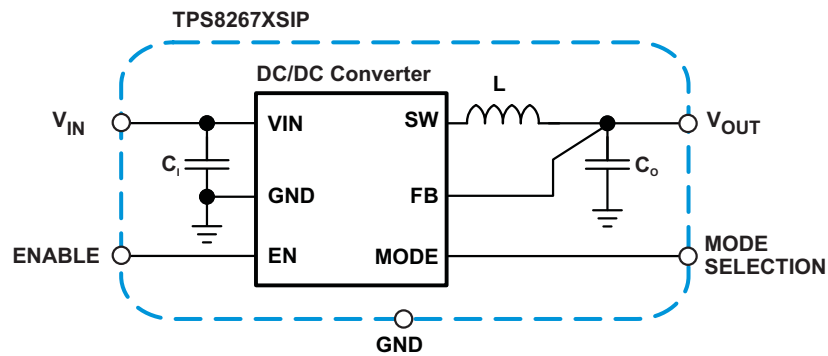 TPS8267XSIP
DC/DC Converter
L
VIN
VIN
SW
VOUT
CI
CO
GND
FB
ENABLE
EN
MODE
MODE
SELECTION
GND